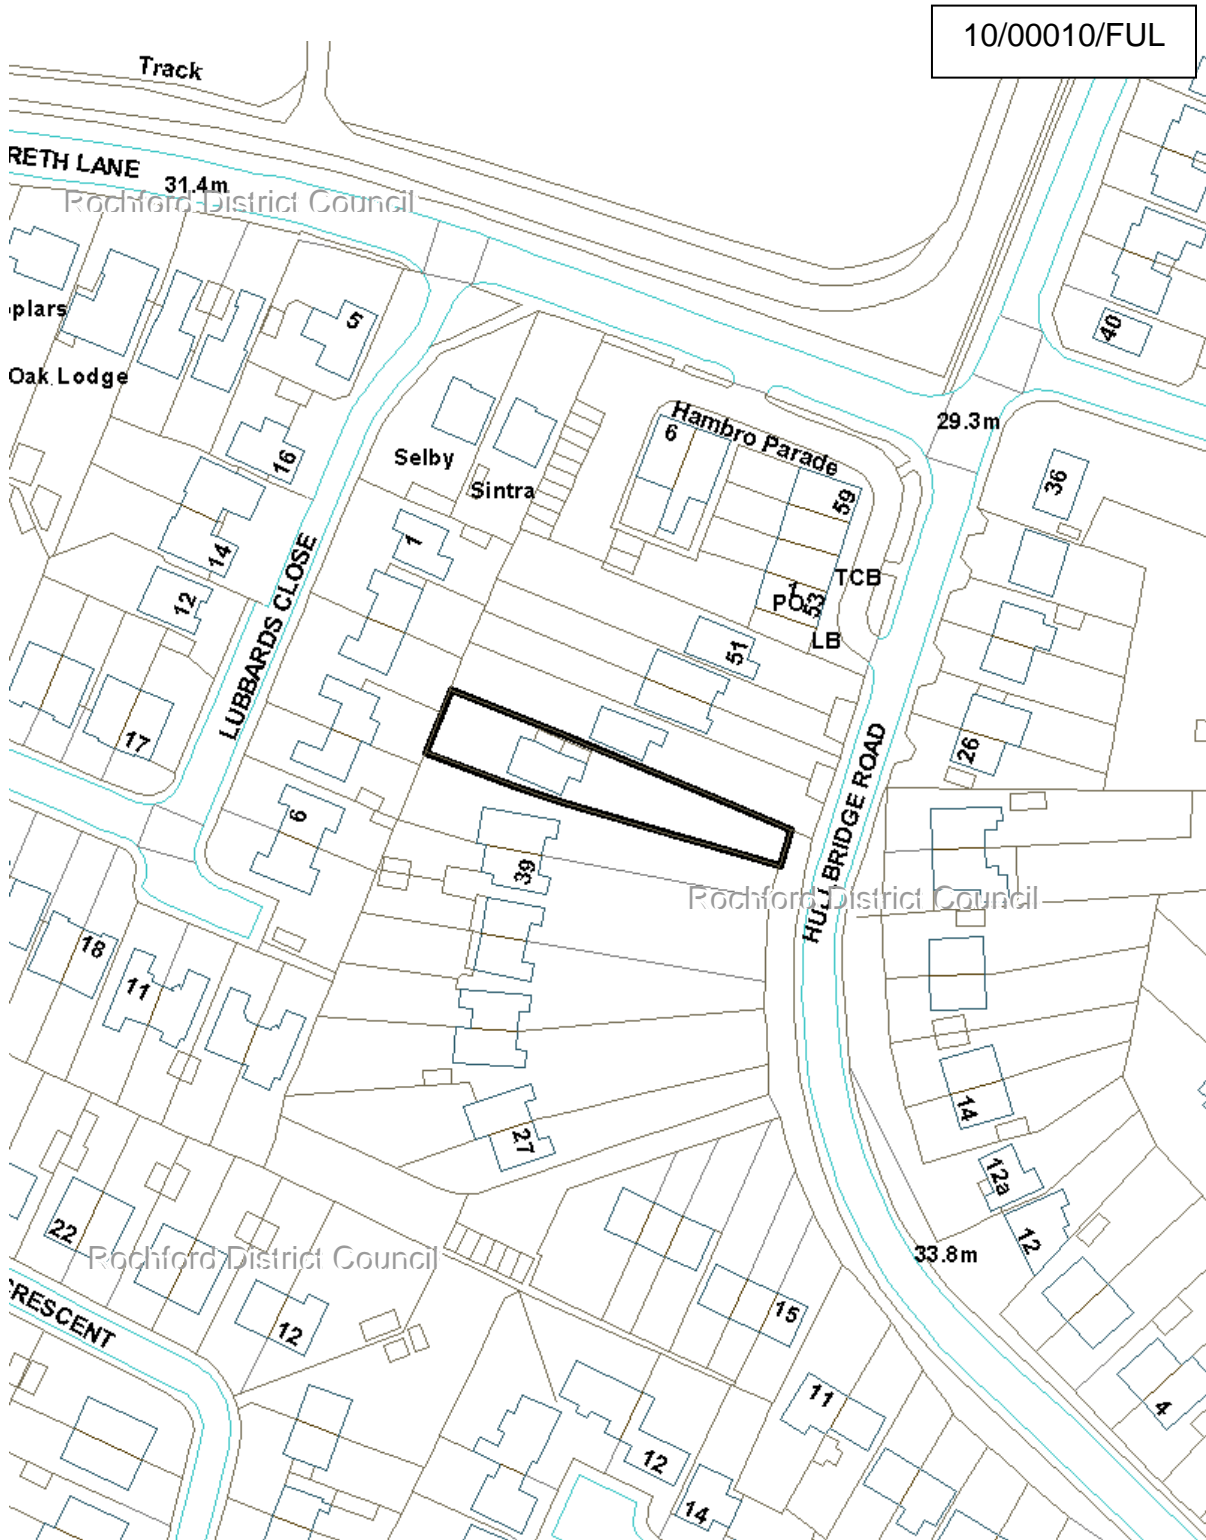 10/00010/FUL
Track
RETH LANE
31.4m
Rochford District Council
plars
5
40
Oak Lodge
29.3m
Hambro Parade
6
16
Selby
Sintra
59
36
14
1
12
TCB
1
PO
53
LB
51
LUBBARDS CLOSE
17
26
HULLBRIDGE ROAD
6
39
Rochford District Council
18
11
14
27
12a
22
12
33.8m
Rochford District Council
CRESCENT
12
15
11
4
12
14